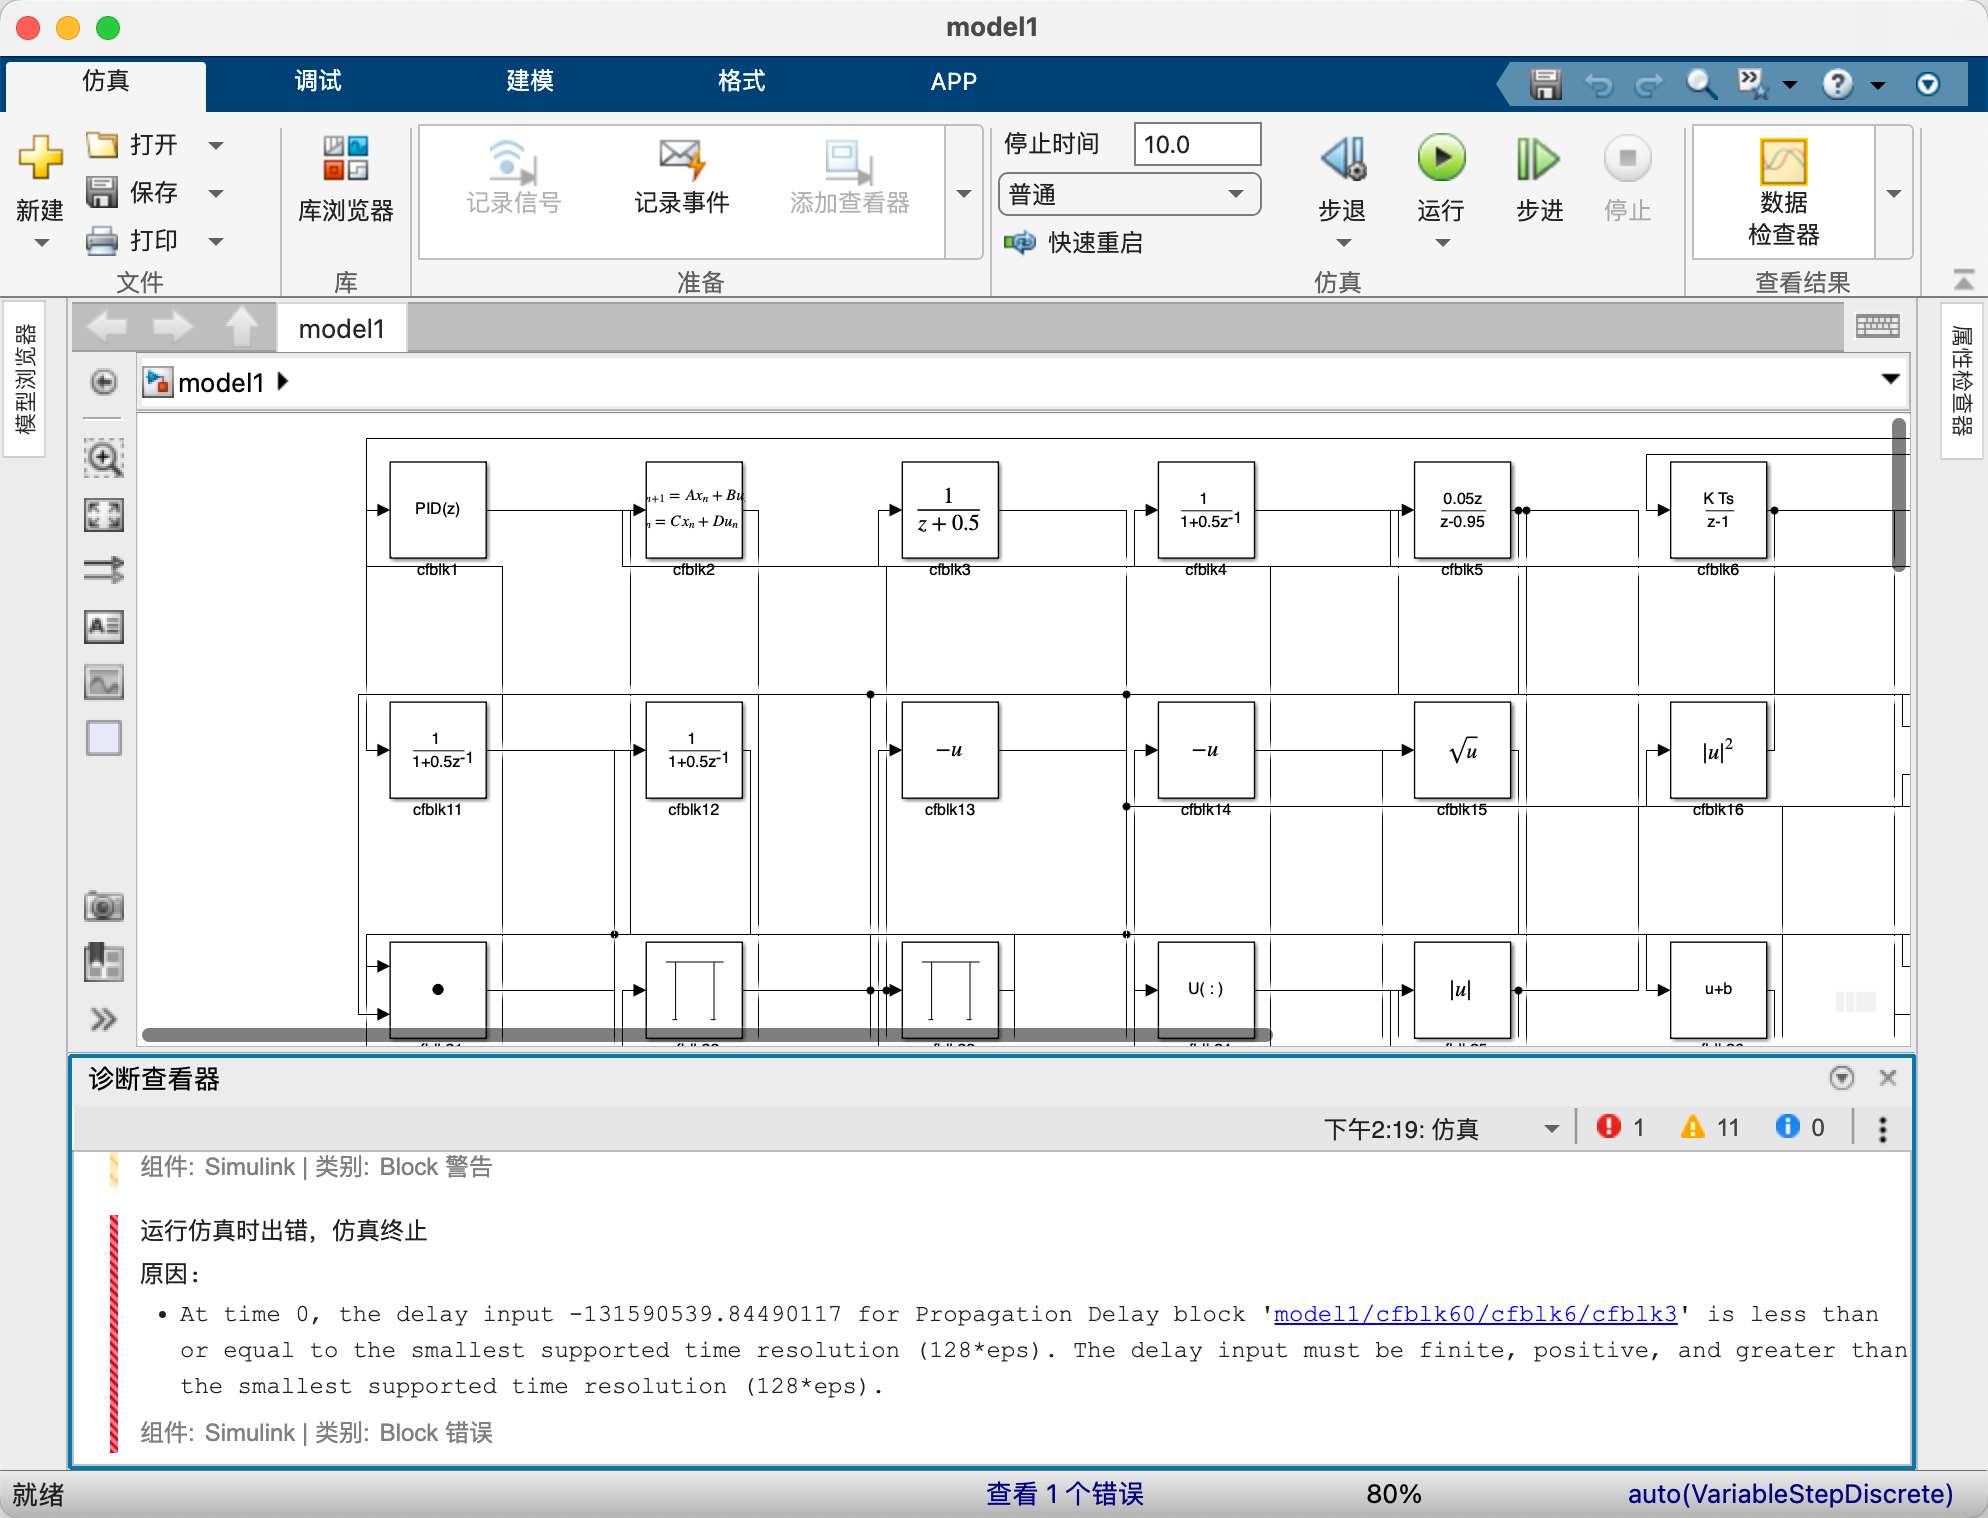 model1
仿真
调试
建模
格式
APP
新建
打开
保存
打印
文件
库浏览器
库
记录信号
记录事件
添加查看器
准备
停止时间
10.0
普通
快速重启
步退
运行
步进
停止
仿真
数据
检查器
查看结果
模型浏览器
属性检查器
model1
model1
PID(z)
cfblk1
n+1 = Axn + Bu
n = Cxn + Dun
cfblk2
1
z + 0.5
cfblk3
1
1+0.5z-1
cfblk4
0.05z
z-0.95
cfblk5
K Ts
z-1
cfblk6
1
1+0.5z-1
cfblk11
1
1+0.5z-1
cfblk12
−u
cfblk13
−u
cfblk14
√u
cfblk15
|u|2
cfblk16
U( : )
|u|
u+b
诊断查看器
下午2:19: 仿真
1
11
0
组件: Simulink | 类别: Block 警告
运行仿真时出错，仿真终止
原因:
• At time 0, the delay input -131590539.84490117 for Propagation Delay block 'model1/cfblk60/cfblk6/cfblk3' is less than
or equal to the smallest supported time resolution (128*eps). The delay input must be finite, positive, and greater than
the smallest supported time resolution (128*eps).
组件: Simulink | 类别: Block 错误
就绪
查看 1 个错误
80%
auto(VariableStepDiscrete)